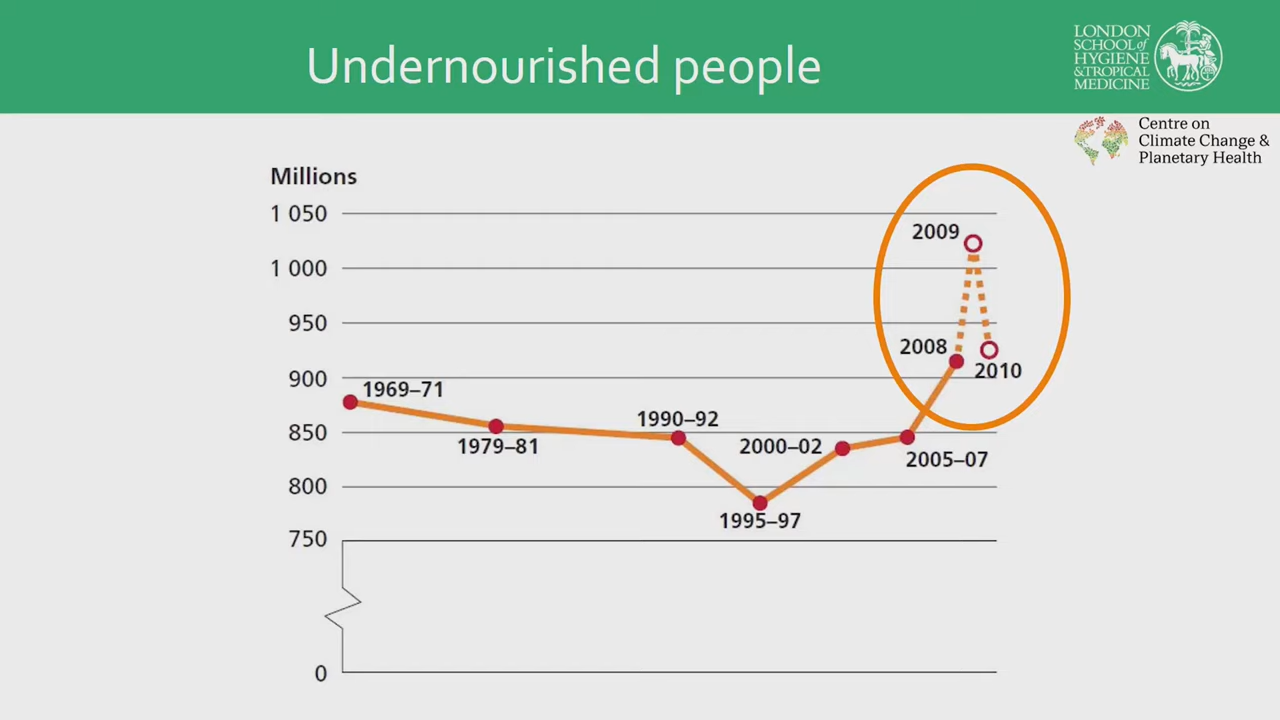 Undernourished people
LONDON
SCHOOL of
HYGIENE
& TROPICAL
MEDICINE
Centre on
Climate Change &
Planetary Health
Millions
1 050
1 000
950
900
850
800
750
0
1969–71
1979–81
1990–92
1995–97
2000–02
2005–07
2008
2009
2010